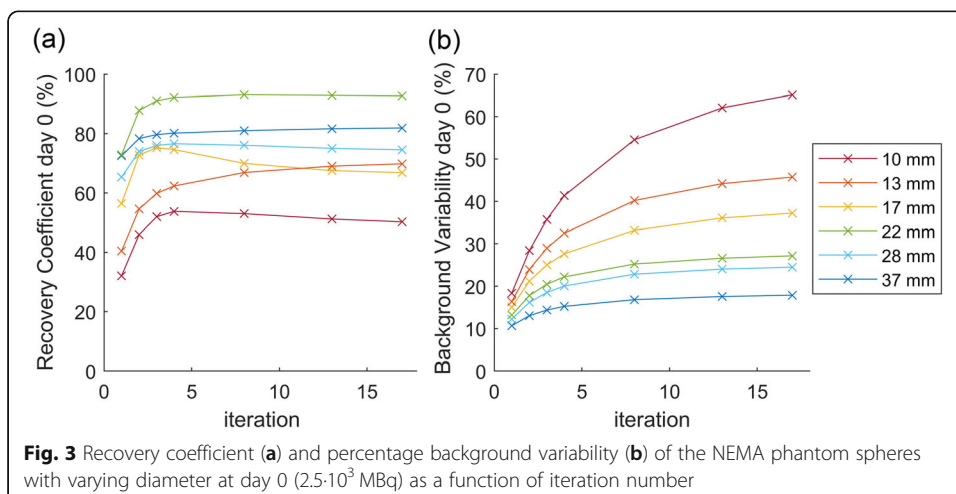 (a)
Recovery Coefficient day 0 (%)
100
80
60
40
20
0
0 5 10 15
iteration
(b)
Background Variability day 0 (%)
70
60
50
40
30
20
10
0
0 5 10 15
iteration
10 mm
13 mm
17 mm
22 mm
28 mm
37 mm
Fig. 3 Recovery coefficient (a) and percentage background variability (b) of the NEMA phantom spheres
with varying diameter at day 0 (2.5·10³ MBq) as a function of iteration number